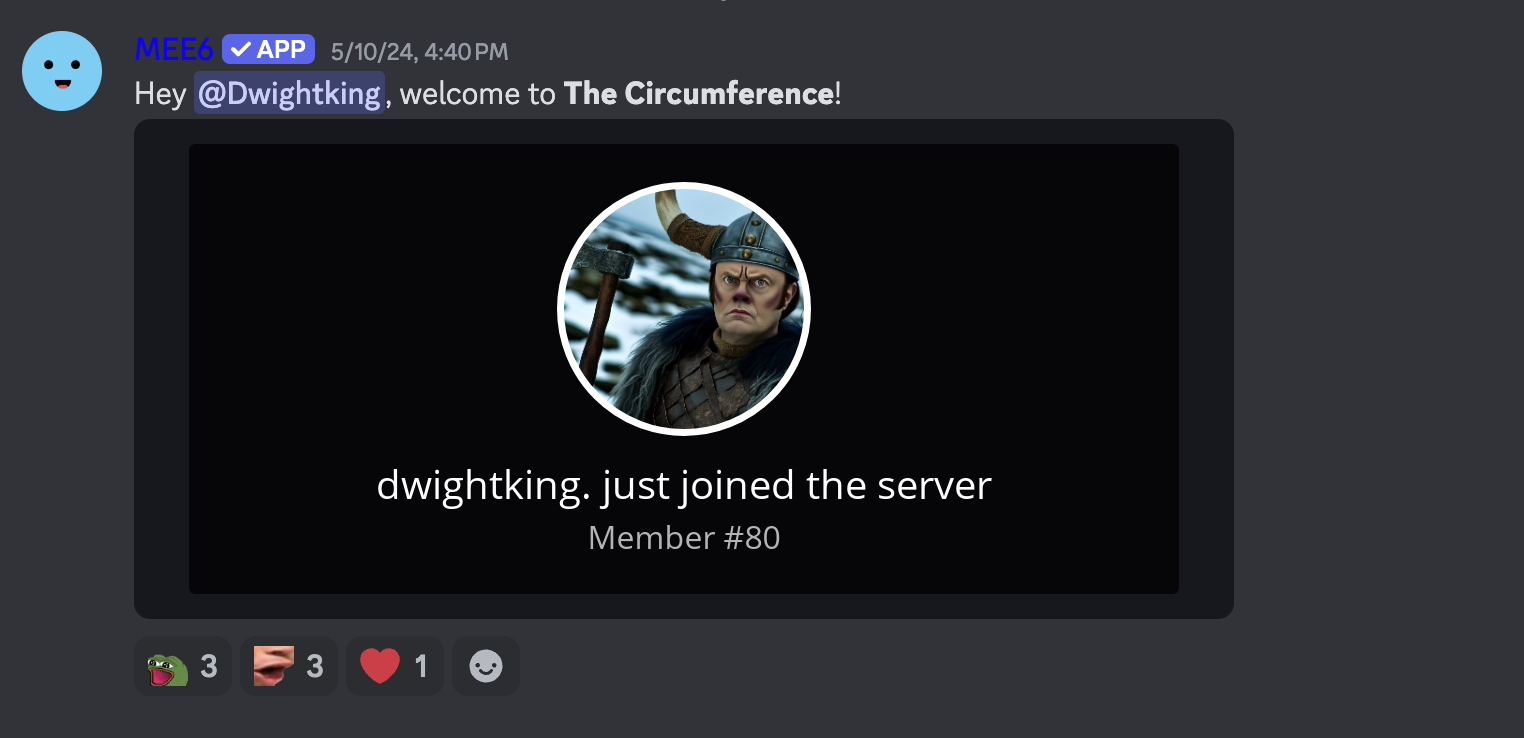 MEE6 APP 5/10/24, 4:40 PM
Hey @Dwightking, welcome to The Circumference!
dwightking. just joined the server
Member #80
3 3 1